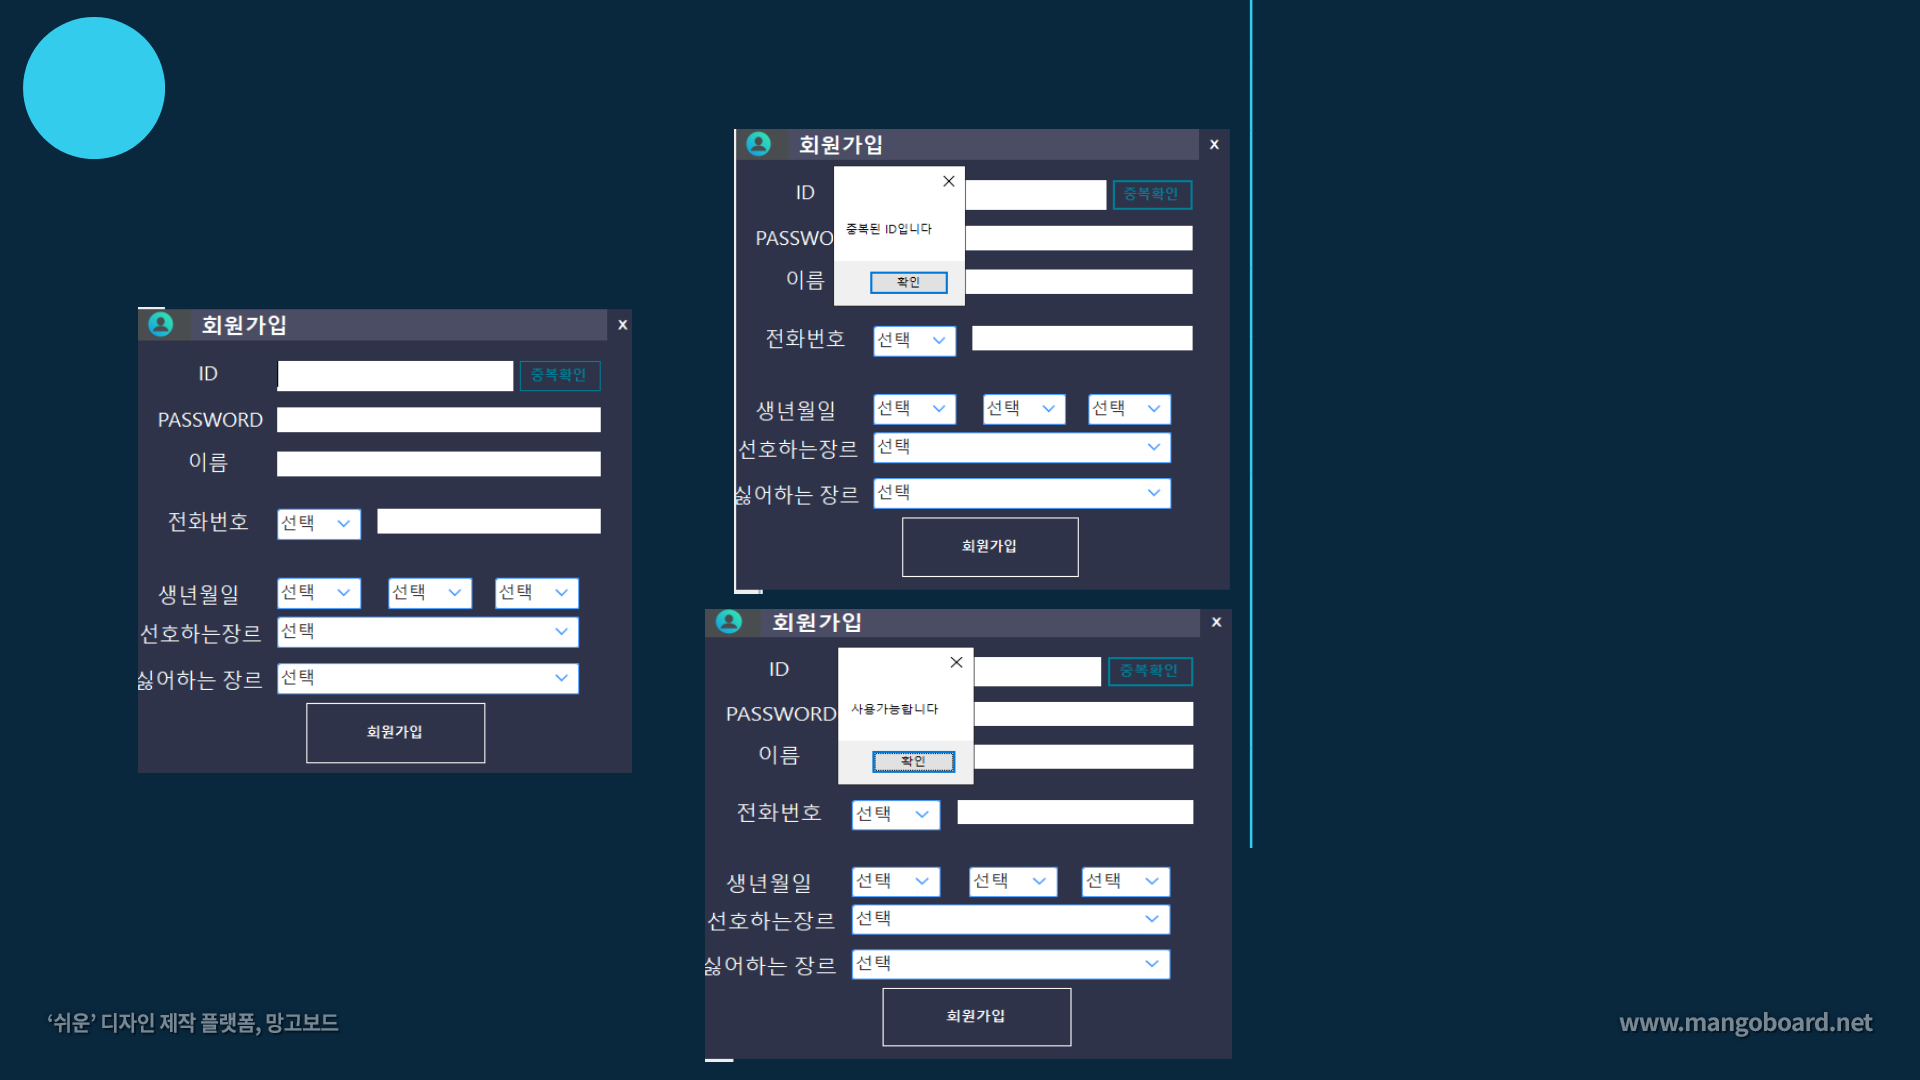 회원가입 x
ID 중복확인
PASSWORD
이름
전화번호 선택
생년월일 선택 선택 선택
선호하는장르 선택
싫어하는 장르 선택
회원가입
회원가입 x
ID 중복확인
중복된 ID입니다
PASSWO
이름 확인
전화번호 선택
생년월일 선택 선택 선택
선호하는장르 선택
싫어하는 장르 선택
회원가입
회원가입 x
ID 중복확인
PASSWORD 사용가능합니다
이름 확인
전화번호 선택
생년월일 선택 선택 선택
선호하는장르 선택
싫어하는 장르 선택
회원가입
‘쉬운’ 디자인 제작 플랫폼, 망고보드
www.mangoboard.net